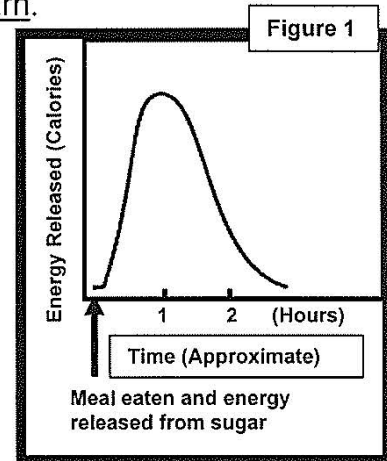 Figure 1
Energy Released (Calories)
1 2 (Hours)
Time (Approximate)
Meal eaten and energy
released from sugar